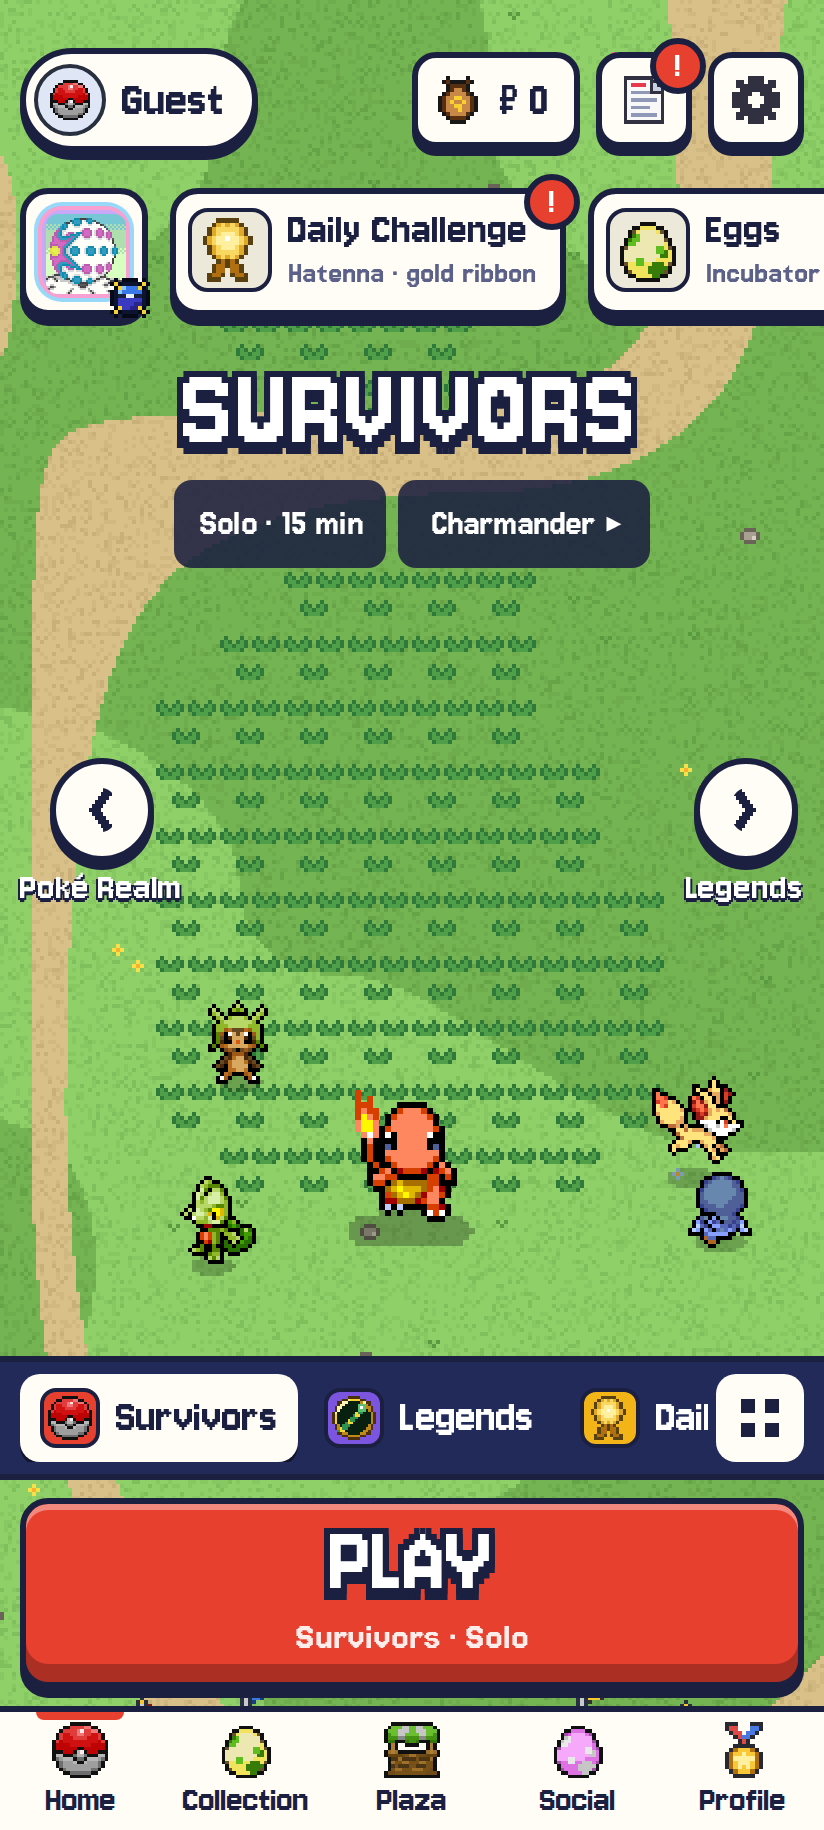 Guest
₽ 0
!
Daily Challenge
!
Hatenna · gold ribbon
Eggs
Incubator
SURVIVORS
Solo · 15 min
Charmander ▸
Poké Realm
Legends
Survivors
Legends
Dail
PLAY
Survivors · Solo
Home
Collection
Plaza
Social
Profile